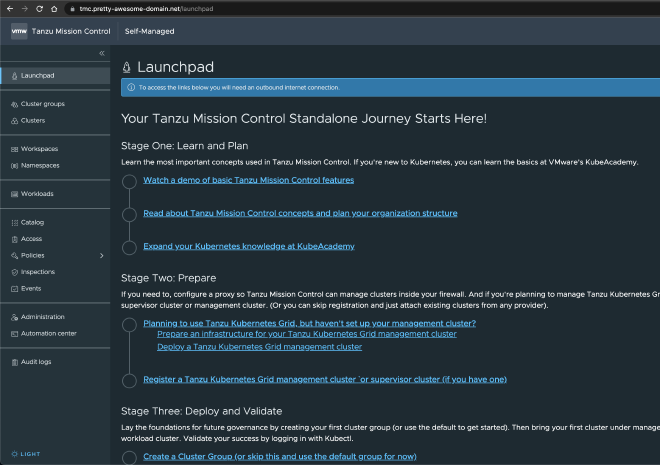 tmc.pretty-awesome-domain.net/launchpad
vmw Tanzu Mission Control Self-Managed
Launchpad
Cluster groups
Clusters
Workspaces
Namespaces
Workloads
Catalog
Access
Policies
Inspections
Events
Administration
Automation center
Audit logs
LIGHT
Launchpad
To access the links below you will need an outbound internet connection.
Your Tanzu Mission Control Standalone Journey Starts Here!
Stage One: Learn and Plan
Learn the most important concepts used in Tanzu Mission Control. If you're new to Kubernetes, you can learn the basics at VMware's KubeAcademy.
Watch a demo of basic Tanzu Mission Control features
Read about Tanzu Mission Control concepts and plan your organization structure
Expand your Kubernetes knowledge at KubeAcademy
Stage Two: Prepare
If you need to, configure a proxy so Tanzu Mission Control can manage clusters inside your firewall. And if you're planning to manage Tanzu Kubernetes Gr
supervisor cluster or management cluster. (Or you can skip registration and just attach existing clusters from any provider).
Planning to use Tanzu Kubernetes Grid, but haven't set up your management cluster?
Prepare an infrastructure for your Tanzu Kubernetes Grid management cluster
Deploy a Tanzu Kubernetes Grid management cluster
Register a Tanzu Kubernetes Grid management cluster `or supervisor cluster (if you have one)
Stage Three: Deploy and Validate
Lay the foundations for future governance by creating your first cluster group (or use the default to get started). Then bring your first cluster under manage
workload cluster. Validate your success by logging in with Kubectl.
Create a Cluster Group (or skip this and use the default group for now)